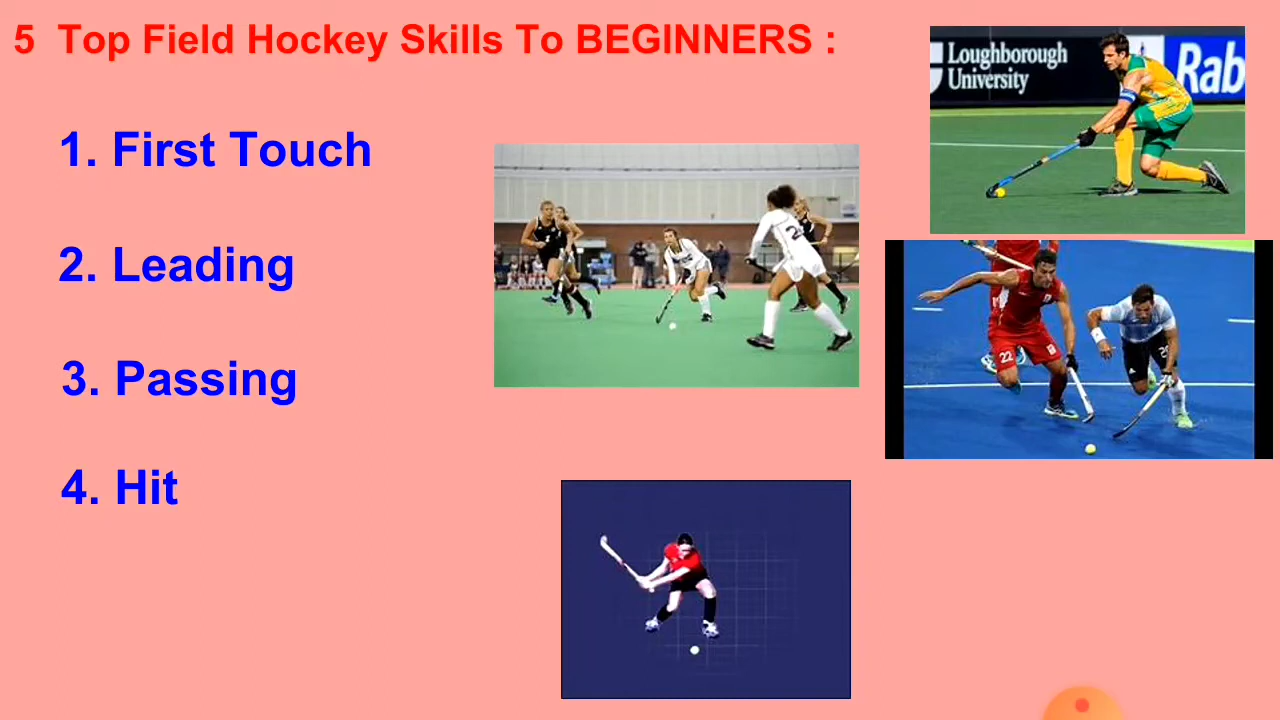 5 Top Field Hockey Skills To BEGINNERS :
1. First Touch
2. Leading
3. Passing
4. Hit
Loughborough
University
Rab
22